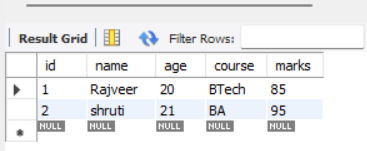 Result Grid Filter Rows:
id name age course marks
1 Rajveer 20 BTech 85
2 shruti 21 BA 95
NULL NULL NULL NULL NULL